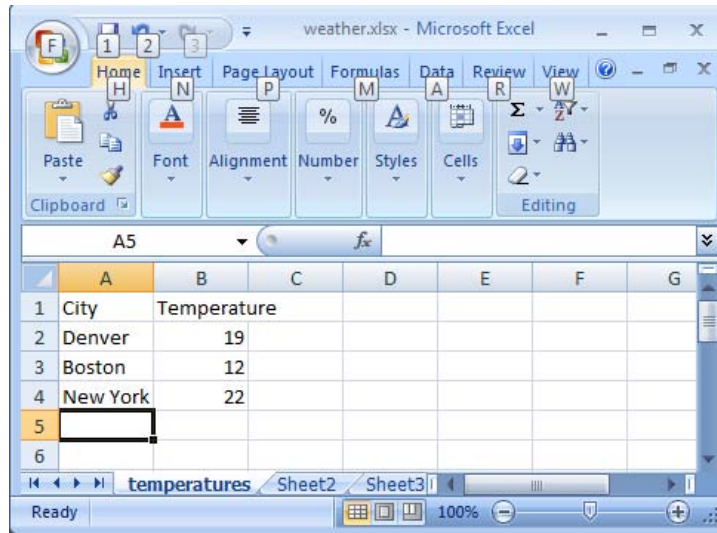 weather.xlsx - Microsoft Excel
F 1 2 3
Home Insert Page Layout Formulas Data Review View
H N P M A R W
Paste Font Alignment Number Styles Cells
Clipboard Editing
A5 fx
A B C D E F G
1 City Temperature
2 Denver 19
3 Boston 12
4 New York 22
5
6
temperatures Sheet2 Sheet3
Ready 100%